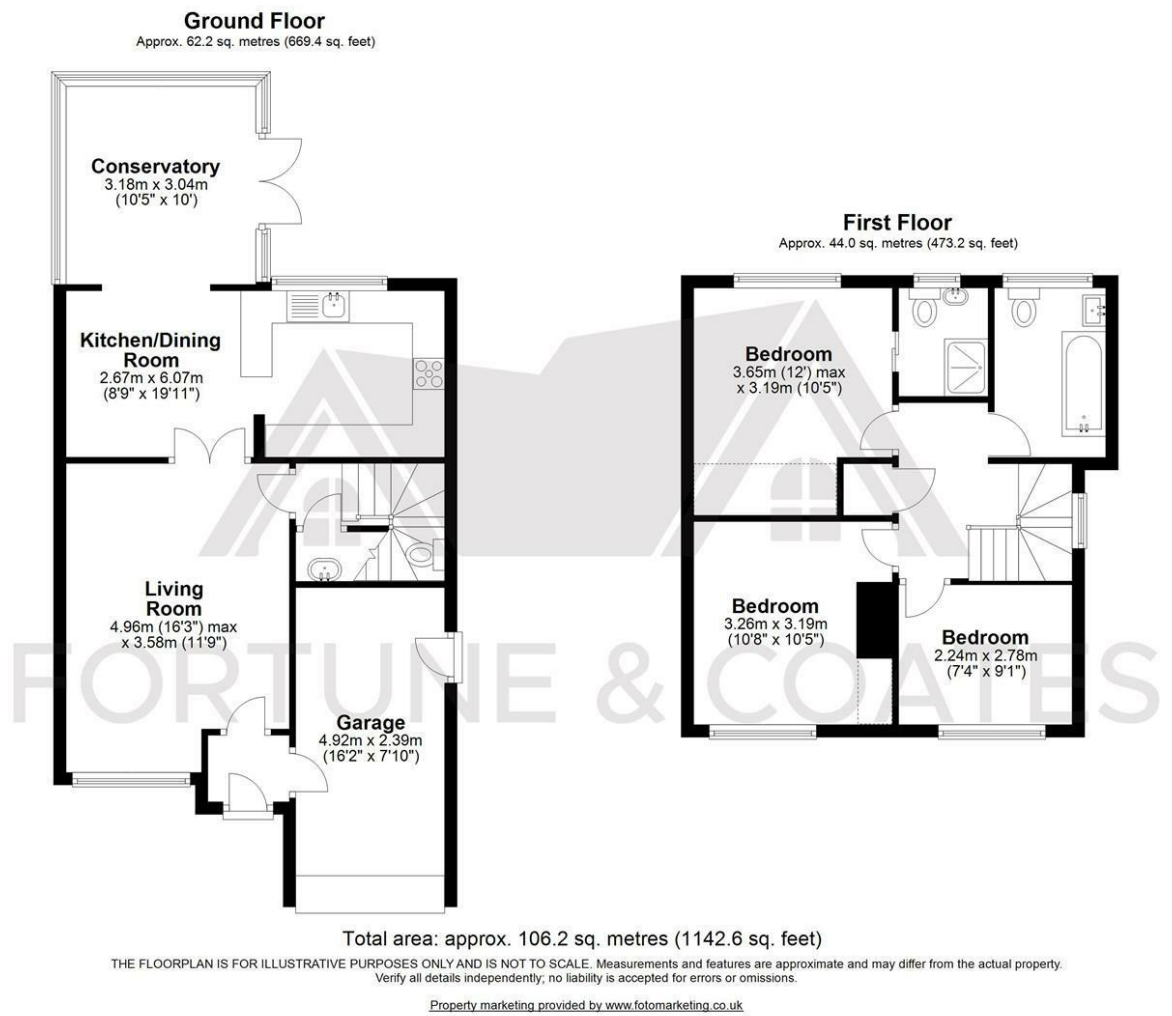 Ground Floor
Approx. 62.2 sq. metres (669.4 sq. feet)
Conservatory
3.18m x 3.04m
(10'5" x 10')
Kitchen/Dining
Room
2.67m x 6.07m
(8'9" x 19'11")
Living
Room
4.96m (16'3") max
x 3.58m (11'9")
Garage
4.92m x 2.39m
(16'2" x 7'10")
First Floor
Approx. 44.0 sq. metres (473.2 sq. feet)
Bedroom
3.65m (12') max
x 3.19m (10'5")
Bedroom
3.26m x 3.19m
(10'8" x 10'5")
Bedroom
2.24m x 2.78m
(7'4" x 9'1")
FORTUNE & COATES
Total area: approx. 106.2 sq. metres (1142.6 sq. feet)
THE FLOORPLAN IS FOR ILLUSTRATIVE PURPOSES ONLY AND IS NOT TO SCALE. Measurements and features are approximate and may differ from the actual property.
Verify all details independently; no liability is accepted for errors or omissions.
Property marketing provided by www.fotomarketing.co.uk